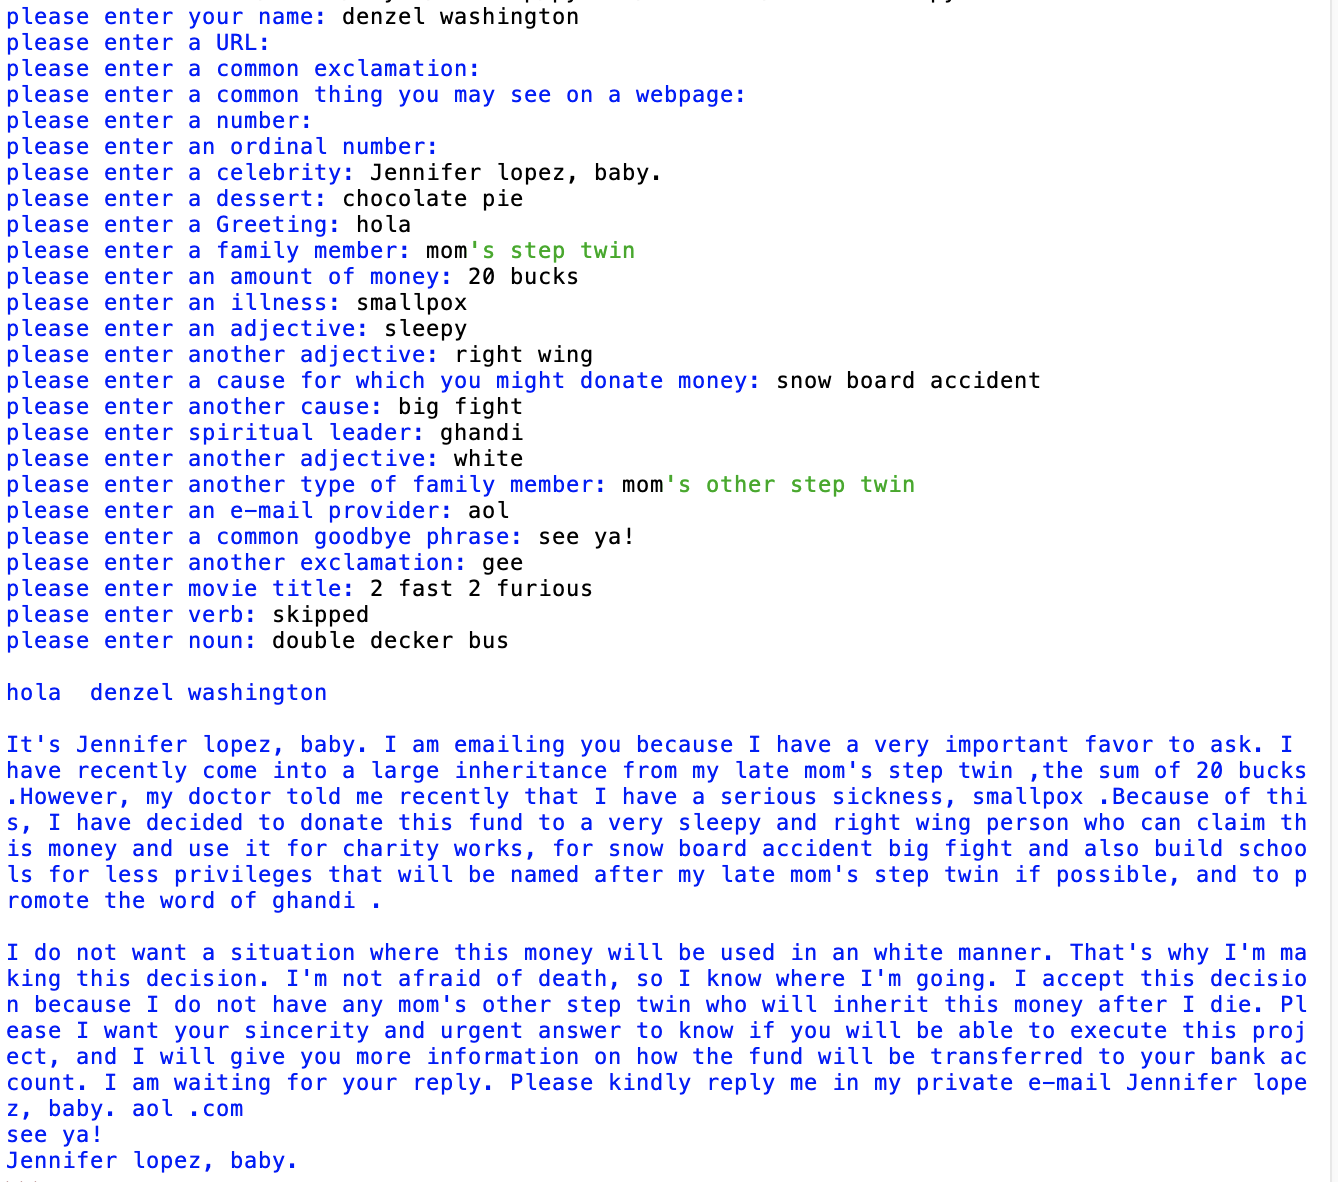 please enter your name: denzel washington
please enter a URL:
please enter a common exclamation:
please enter a common thing you may see on a webpage:
please enter a number:
please enter an ordinal number:
please enter a celebrity: Jennifer lopez, baby.
please enter a dessert: chocolate pie
please enter a Greeting: hola
please enter a family member: mom's step twin
please enter an amount of money: 20 bucks
please enter an illness: smallpox
please enter an adjective: sleepy
please enter another adjective: right wing
please enter a cause for which you might donate money: snow board accident
please enter another cause: big fight
please enter spiritual leader: ghandi
please enter another adjective: white
please enter another type of family member: mom's other step twin
please enter an e-mail provider: aol
please enter a common goodbye phrase: see ya!
please enter another exclamation: gee
please enter movie title: 2 fast 2 furious
please enter verb: skipped
please enter noun: double decker bus
hola  denzel washington
It's Jennifer lopez, baby. I am emailing you because I have a very important favor to ask. I
have recently come into a large inheritance from my late mom's step twin ,the sum of 20 bucks
.However, my doctor told me recently that I have a serious sickness, smallpox .Because of thi
s, I have decided to donate this fund to a very sleepy and right wing person who can claim th
is money and use it for charity works, for snow board accident big fight and also build schoo
ls for less privileges that will be named after my late mom's step twin if possible, and to p
romote the word of ghandi .
I do not want a situation where this money will be used in an white manner. That's why I'm ma
king this decision. I'm not afraid of death, so I know where I'm going. I accept this decisio
n because I do not have any mom's other step twin who will inherit this money after I die. Pl
ease I want your sincerity and urgent answer to know if you will be able to execute this proj
ect, and I will give you more information on how the fund will be transferred to your bank ac
count. I am waiting for your reply. Please kindly reply me in my private e-mail Jennifer lope
z, baby. aol .com
see ya!
Jennifer lopez, baby.